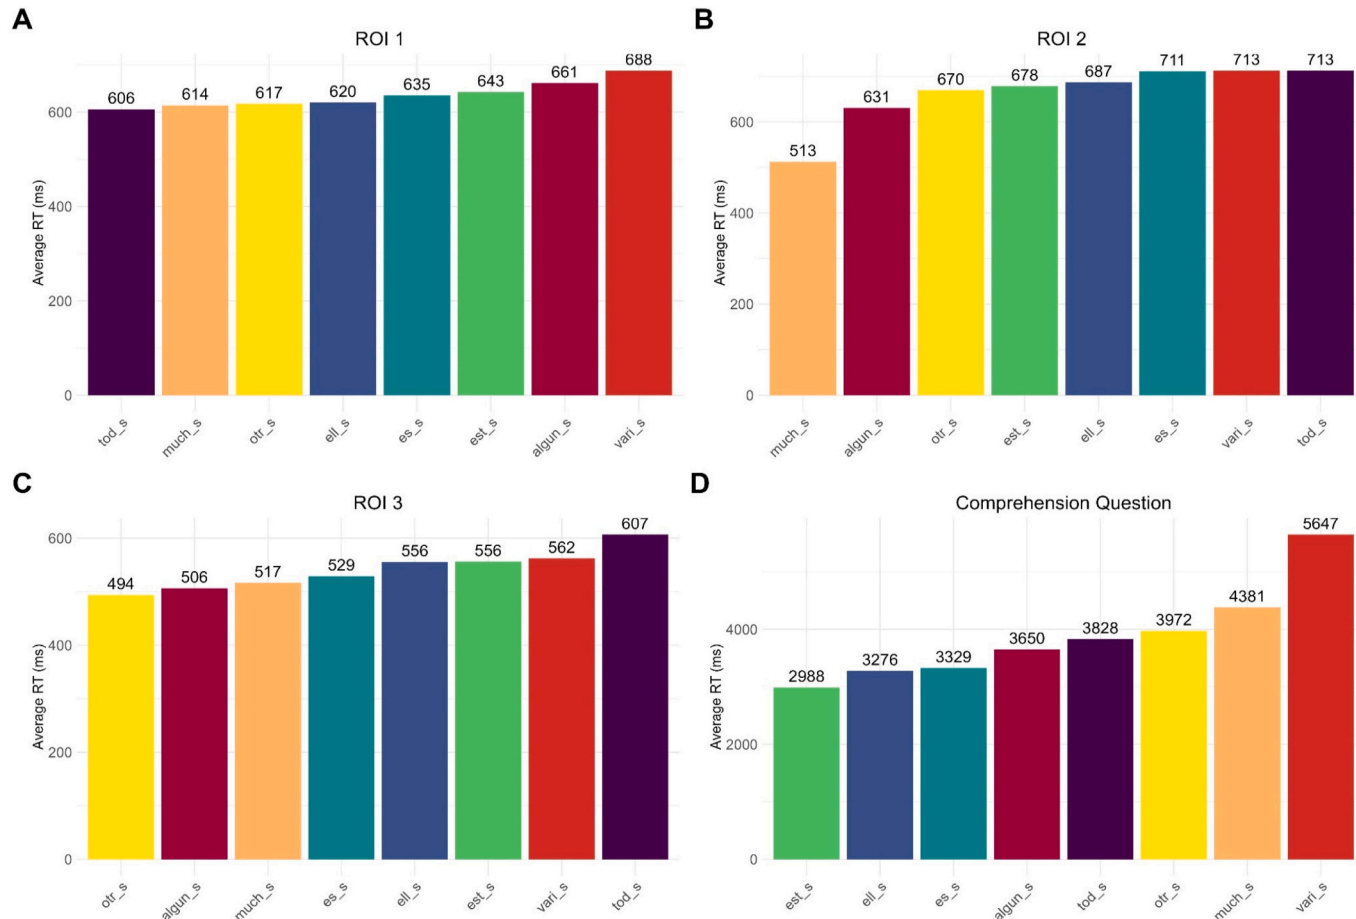 A
ROI 1
Average RT (ms)
600
400
200
0
606
614
617
620
635
643
661
688
tod_s
much_s
otr_s
ell_s
es_s
est_s
algun_s
vari_s
B
ROI 2
Average RT (ms)
600
400
200
0
513
631
670
678
687
711
713
713
much_s
algun_s
otr_s
est_s
ell_s
es_s
vari_s
tod_s
C
ROI 3
Average RT (ms)
600
400
200
0
494
506
517
529
556
556
562
607
otr_s
algun_s
much_s
es_s
ell_s
est_s
vari_s
tod_s
D
Comprehension Question
Average RT (ms)
4000
2000
0
2988
3276
3329
3650
3828
3972
4381
5647
est_s
ell_s
es_s
algun_s
tod_s
otr_s
much_s
vari_s